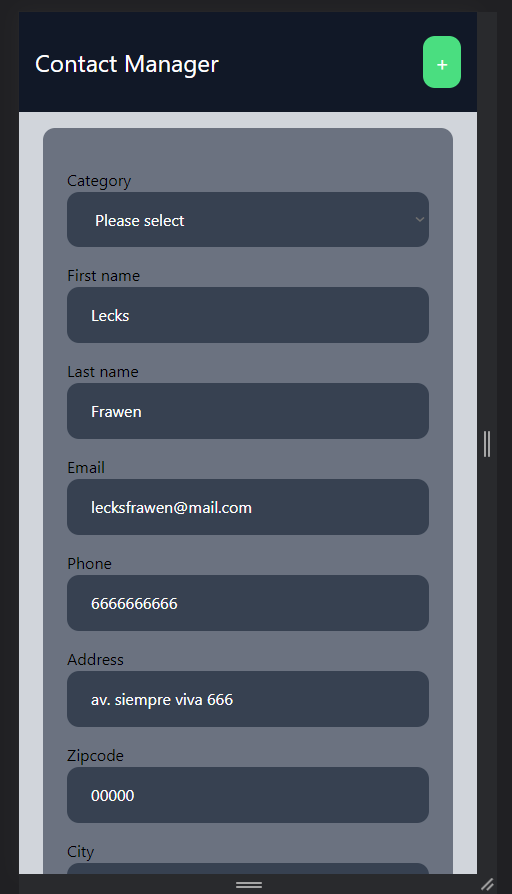 Contact Manager
+
Category
Please select
First name
Lecks
Last name
Frawen
Email
lecksfrawen@mail.com
Phone
6666666666
Address
av. siempre viva 666
Zipcode
00000
City